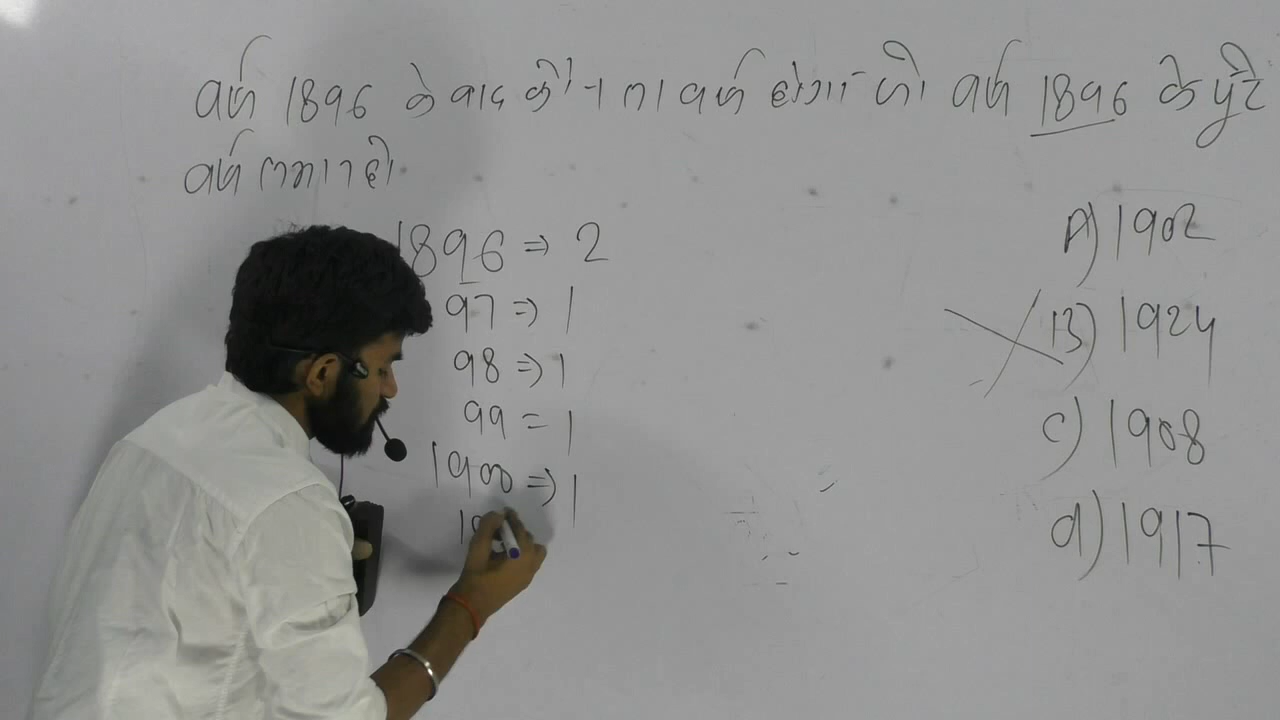 वर्ष 1896 के बाद कौन सा वर्ष होगा जो वर्ष 1896 के पुरे
वर्ष समान हो
1896 ⇒ 2
97 ⇒ 1
98 ⇒ 1
99 = 1
1900 ⇒ 1
A) 1902
B) 1924
C) 1908
d) 1917